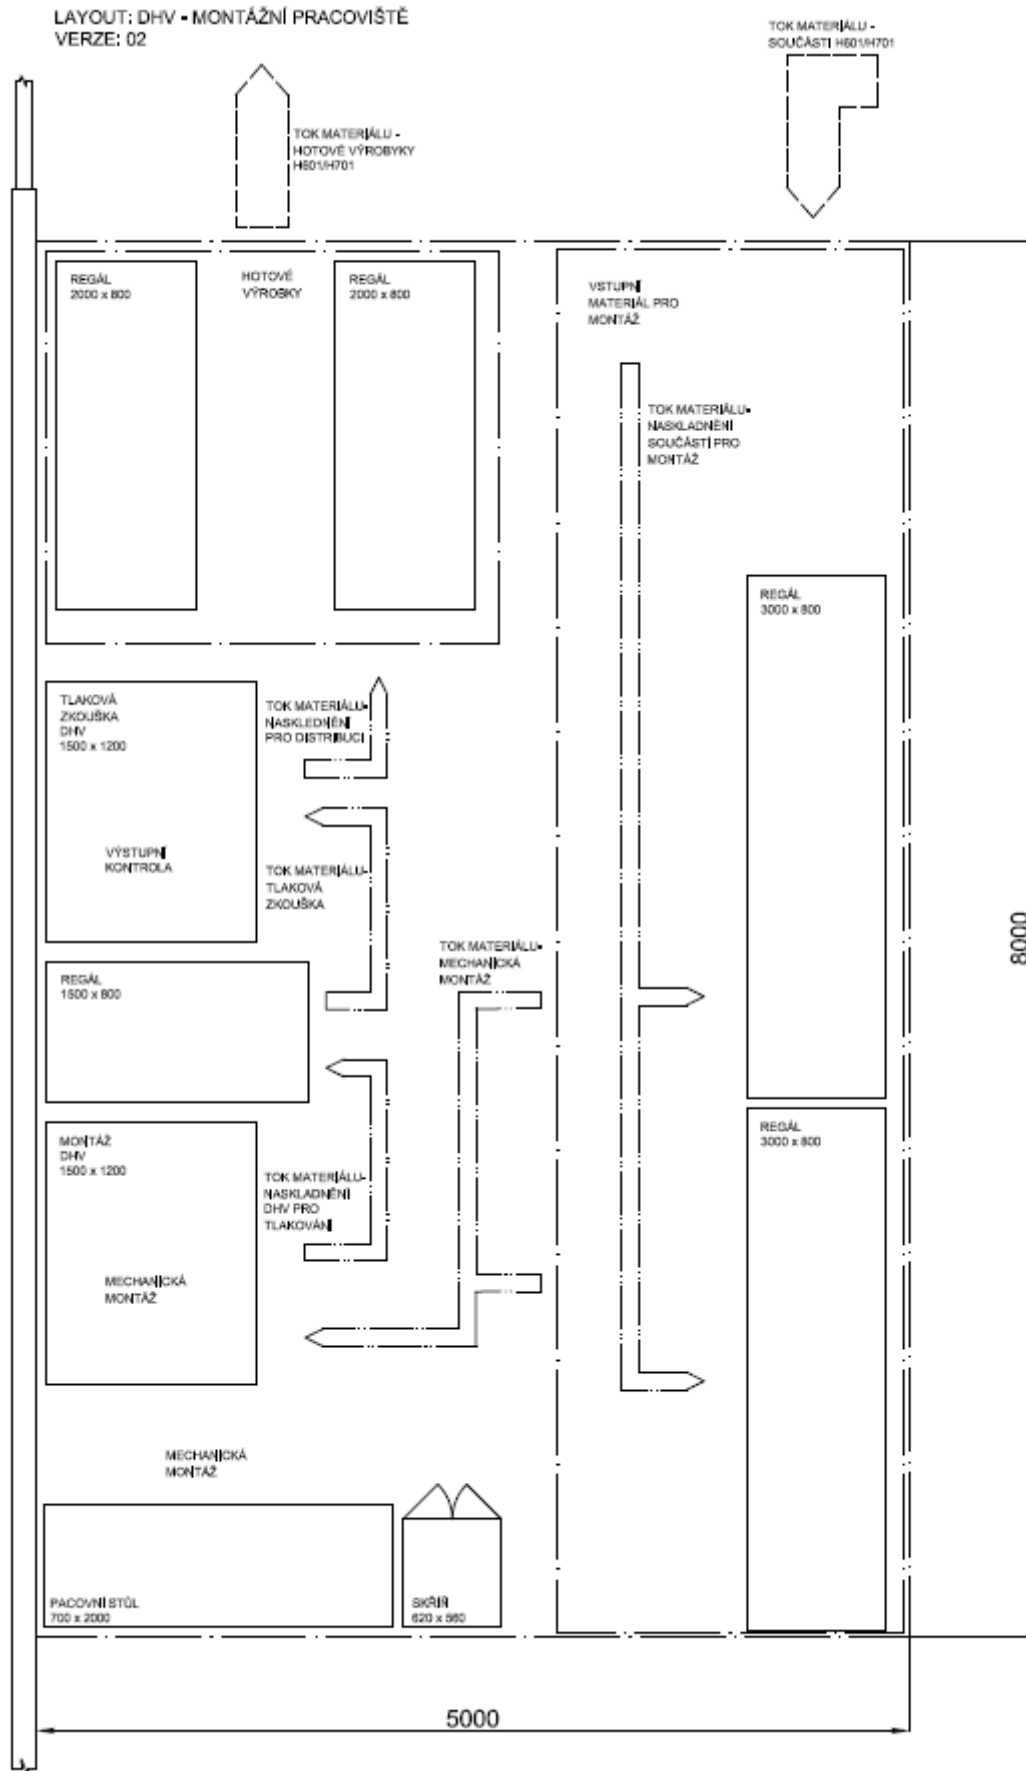 LAYOUT: DHV - MONTÁŽNÍ PRACOVIŠTĚ
VERZE: 02
TOK MATERIÁLU -
SOUČÁSTI H601/H701
TOK MATERIÁLU -
HOTOVÉ VÝROBYKY
H601/H701
REGÁL
2000 x 800
HOTOVÉ
VÝROBKY
REGÁL
2000 x 800
VSTUPNÍ
MATERIÁL PRO
MONTÁŽ
TOK MATERIÁLU-
NASKLADNĚNÍ
SOUČÁSTÍ PRO
MONTÁŽ
REGÁL
3000 x 800
TLAKOVÁ
ZKOUŠKA
DHV
1500 x 1200
TOK MATERIÁLU-
NASKLEDNĚNÍ
PRO DISTRIBUCI
VÝSTUPNÍ
KONTROLA
TOK MATERIÁLU-
TLAKOVÁ
ZKOUŠKA
TOK MATERIÁLU-
MECHANICKÁ
MONTÁŽ
8000
REGÁL
1500 x 800
MONTÁŽ
DHV
1500 x 1200
REGÁL
3000 x 800
TOK MATERIÁLU-
NASKLADNĚNÍ
DHV PRO
TLAKOVÁNÍ
MECHANICKÁ
MONTÁŽ
MECHANICKÁ
MONTÁŽ
PACOVNÍ STŮL
700 x 2000
SKŘÍŇ
620 x 560
5000